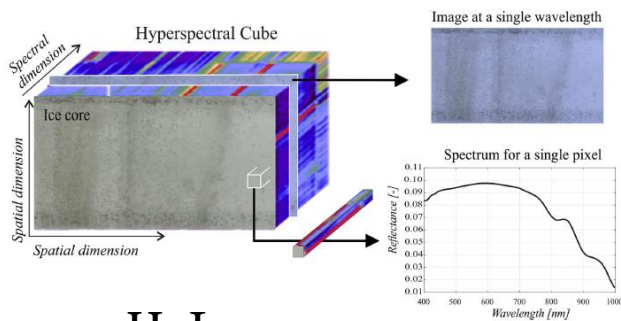 Hyperspectral Cube
Spectral dimension
Ice core
Spatial dimension
Spatial dimension
Image at a single wavelength
Spectrum for a single pixel
Reflectance [-]
0.11
0.10
0.09
0.08
0.07
0.06
0.05
0.04
0.03
0.02
0.01
400 500 600 700 800 900 1000
Wavelength [nm]